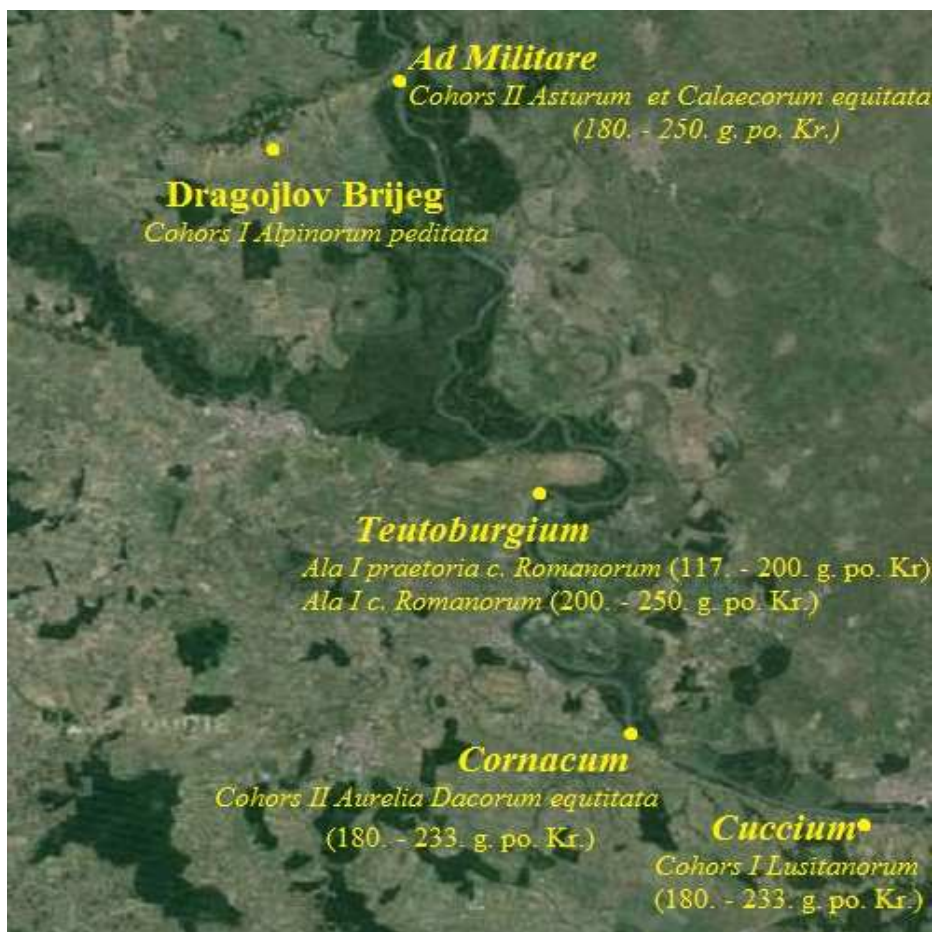 Ad Militare
Cohors II Asturum et Calaecorum equitata
(180. - 250. g. po. Kr.)
Dragojlov Brijeg
Cohors I Alpinorum peditata
Teutoburgium
Ala I praetoria c. Romanorum (117. - 200. g. po. Kr)
Ala I c. Romanorum (200. - 250. g. po. Kr.)
Cornacum
Cohors II Aurelia Dacorum equtitata
(180. - 233. g. po. Kr.)
Cuccium
Cohors I Lusitanorum
(180. - 233. g. po. Kr.)